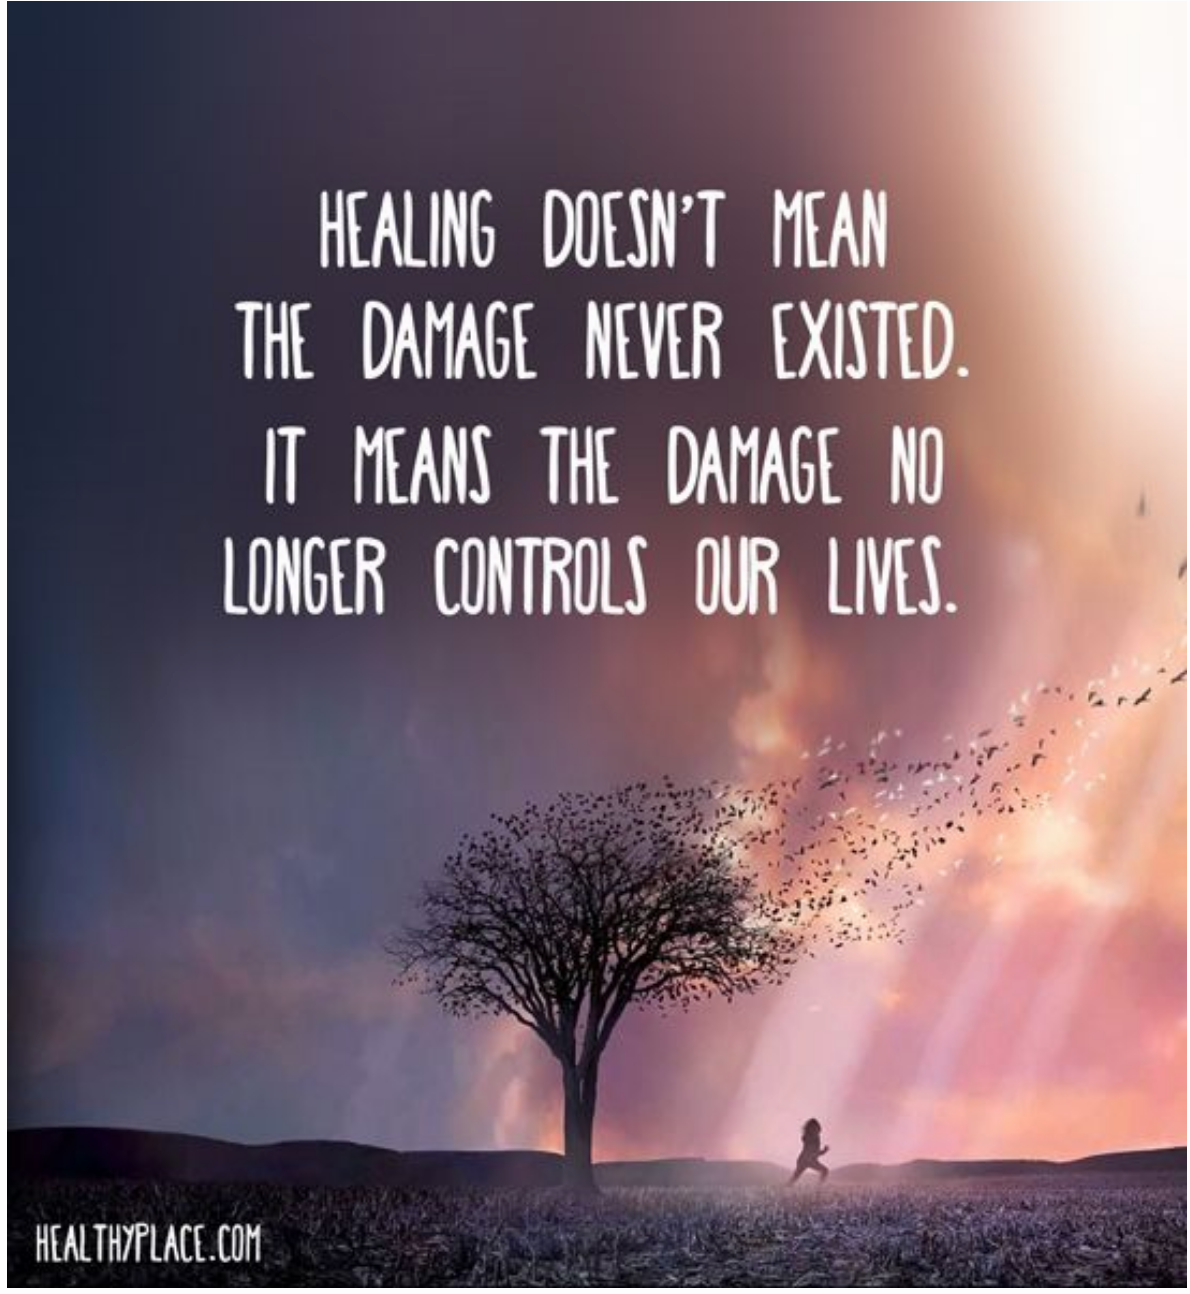 HEALING DOESN'T MEAN
THE DAMAGE NEVER EXISTED.
IT MEANS THE DAMAGE NO
LONGER CONTROLS OUR LIVES.
HEALTHYPLACE.COM